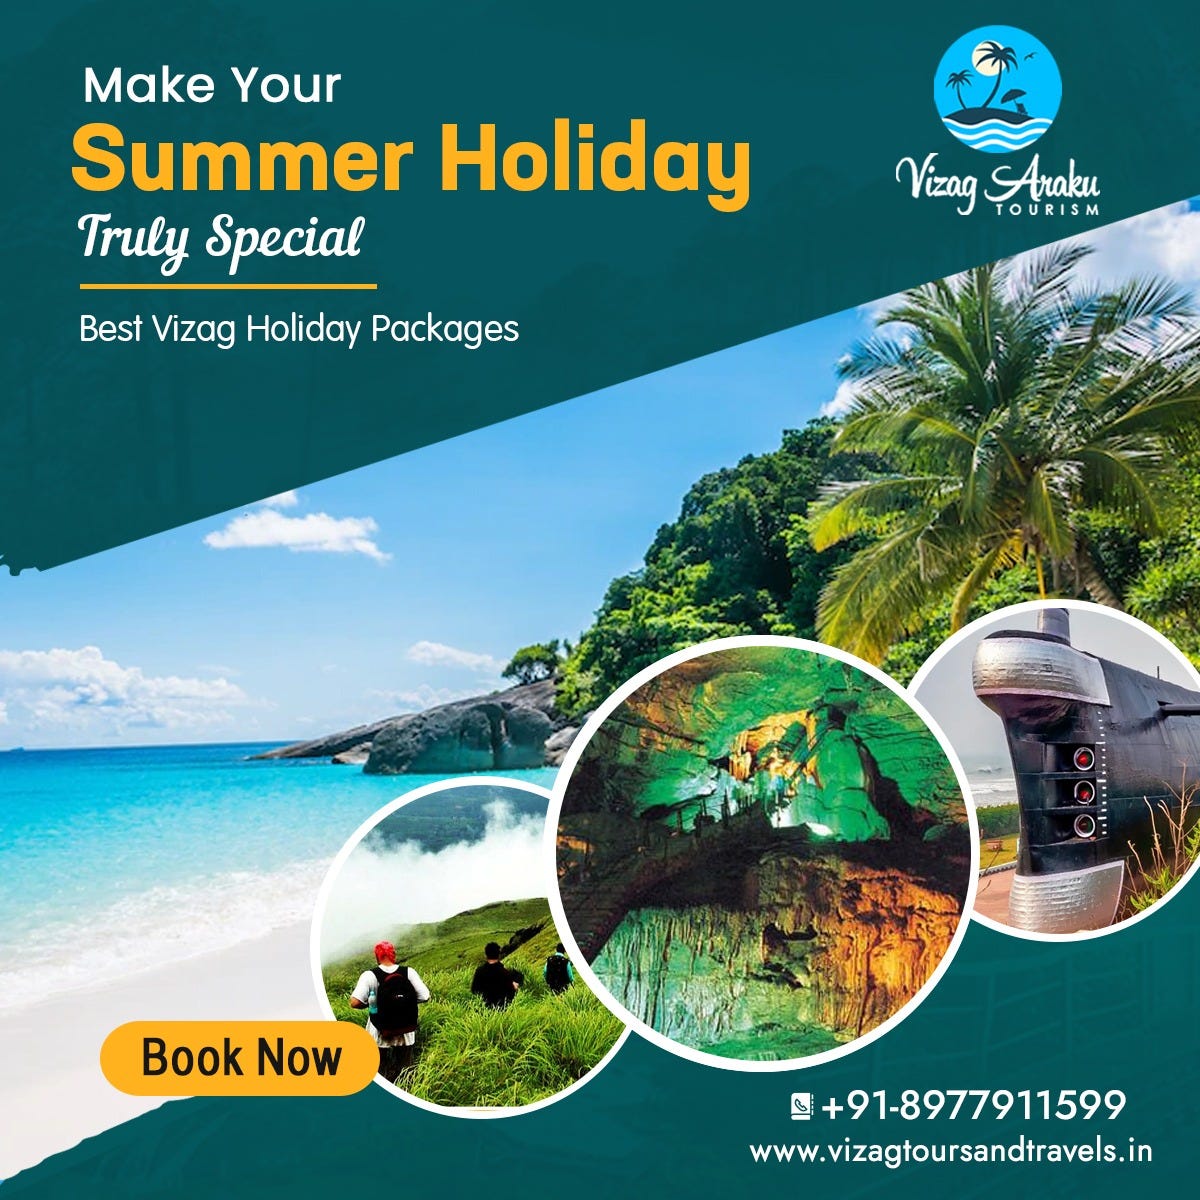 Make Your
Summer Holiday
Truly Special
Best Vizag Holiday Packages
Vizag Araku
TOURISM
Book Now
+91-8977911599
www.vizagtoursandtravels.in